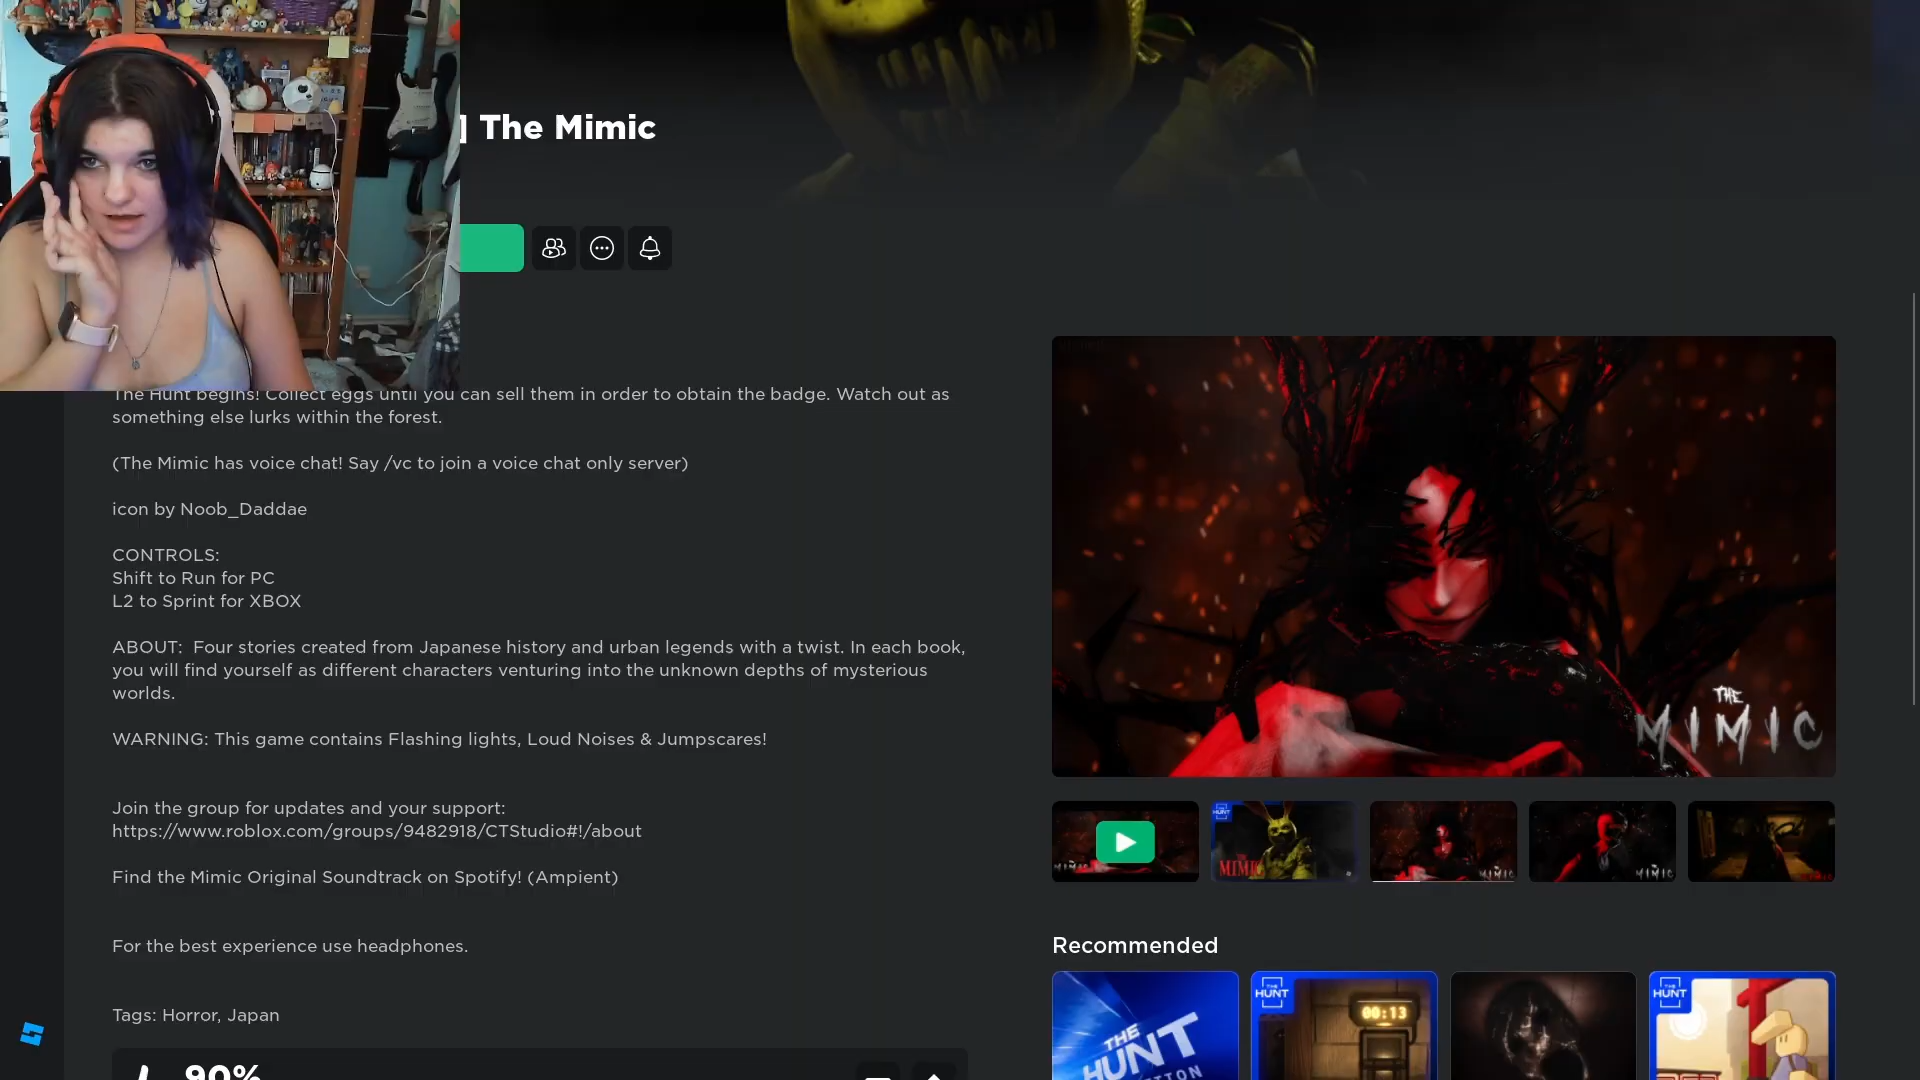 ] The Mimic
The Hunt begins! Collect eggs until you can sell them in order to obtain the badge. Watch out as
something else lurks within the forest.
(The Mimic has voice chat! Say /vc to join a voice chat only server)
icon by Noob_Daddae
CONTROLS:
Shift to Run for PC
L2 to Sprint for XBOX
ABOUT:  Four stories created from Japanese history and urban legends with a twist. In each book,
you will find yourself as different characters venturing into the unknown depths of mysterious
worlds.
WARNING: This game contains Flashing lights, Loud Noises & Jumpscares!
Join the group for updates and your support:
https://www.roblox.com/groups/9482918/CTStudio#!/about
Find the Mimic Original Soundtrack on Spotify! (Ampient)
For the best experience use headphones.
Tags: Horror, Japan
90%
THE
MIMIC
HUNT
MIMIC
MIMIC
MIMIC
Recommended
THE
HUNT
THE
HUNT
00:13
THE
HUNT